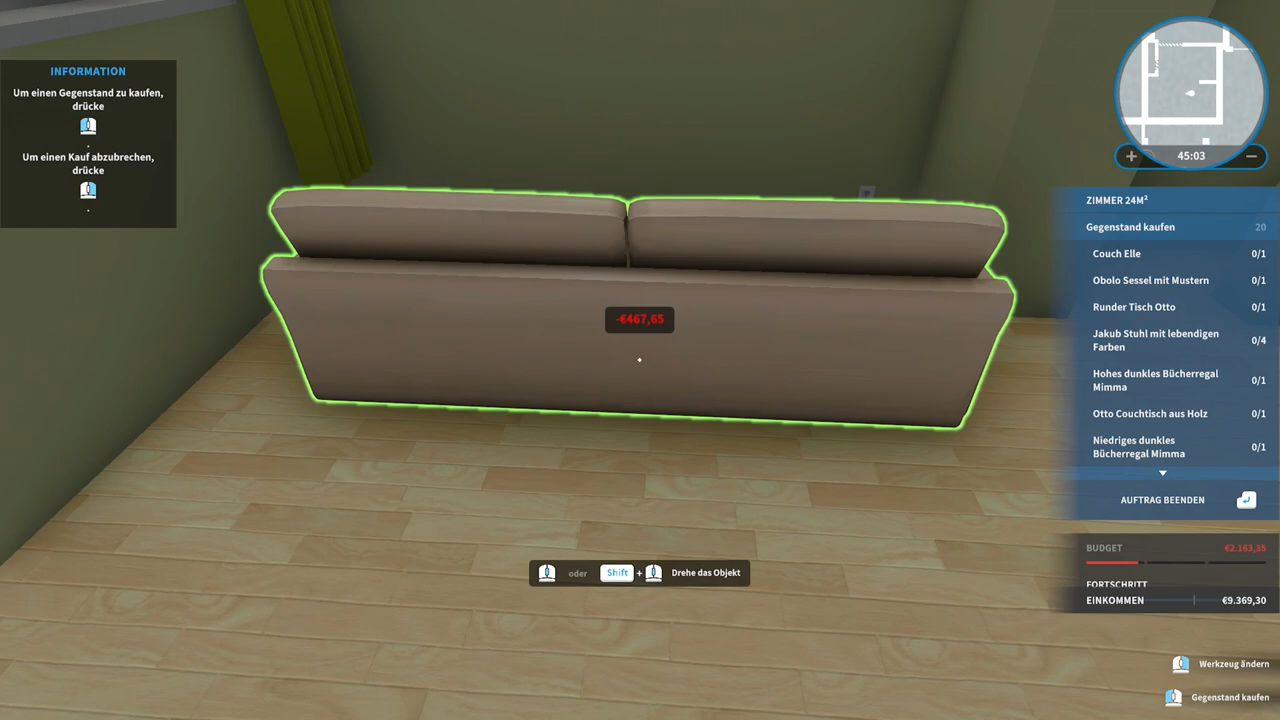 INFORMATION
Um einen Gegenstand zu kaufen,
drücke
.
Um einen Kauf abzubrechen,
drücke
.
45:03
ZIMMER 24M²
Gegenstand kaufen 20
Couch Elle 0/1
Obolo Sessel mit Mustern 0/1
Runder Tisch Otto 0/1
Jakub Stuhl mit lebendigen
Farben 0/4
Hohes dunkles Bücherregal
Mimma 0/1
Otto Couchtisch aus Holz 0/1
Niedriges dunkles
Bücherregal Mimma 0/1
AUFTRAG BEENDEN
-€467,65
BUDGET €2.163,35
FORTSCHRITT
EINKOMMEN €9.369,30
oder Shift + Drehe das Objekt
Werkzeug ändern
Gegenstand kaufen